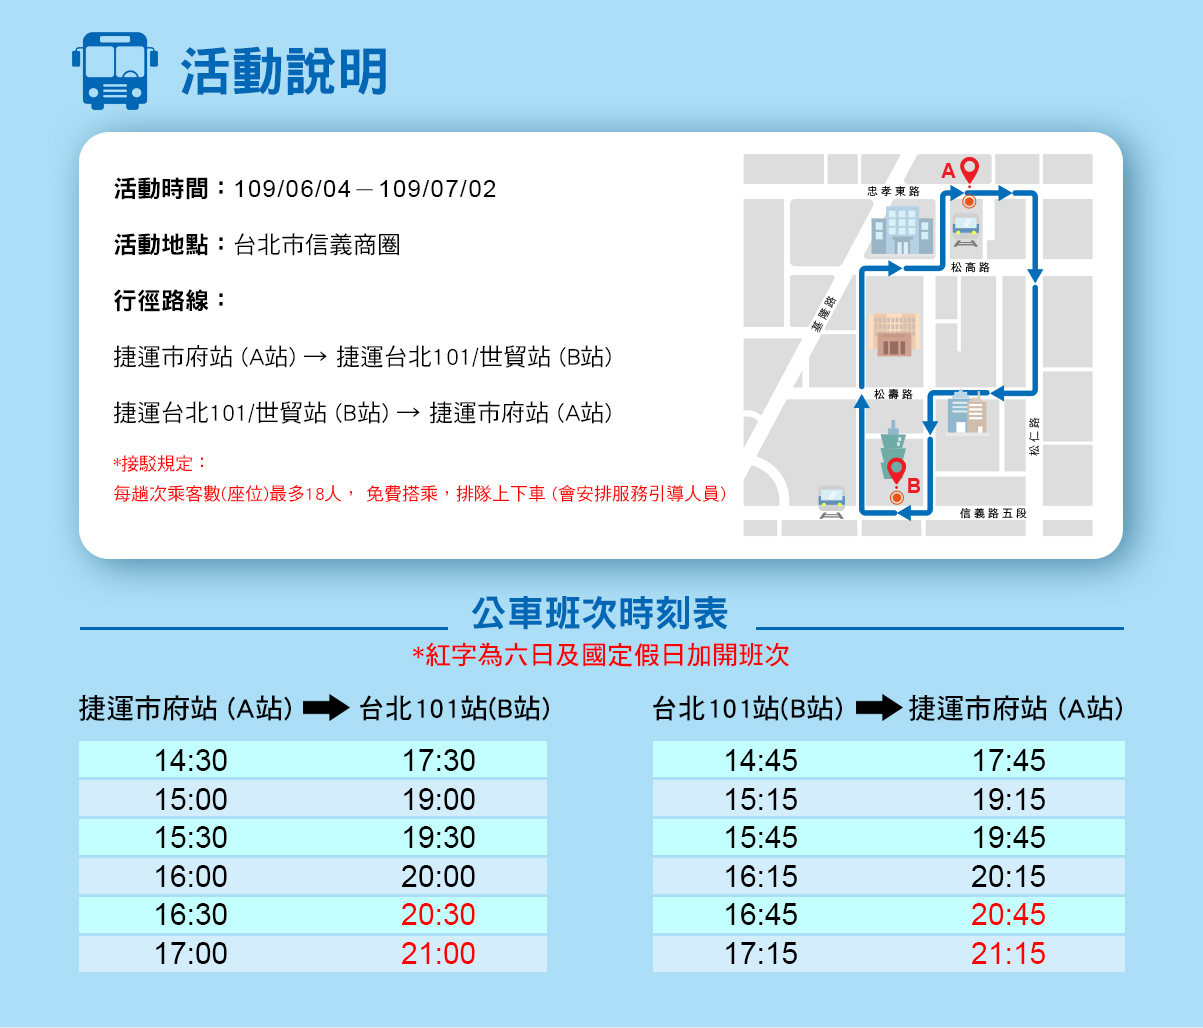 活動說明
活動時間：109/06/04 — 109/07/02
活動地點：台北市信義商圈
行徑路線：
捷運市府站 (A站) → 捷運台北101/世貿站 (B站)
捷運台北101/世貿站 (B站) → 捷運市府站 (A站)
*接駁規定：
每趟次乘客數(座位)最多18人， 免費搭乘，排隊上下車 (會安排服務引導人員)
A
忠孝東路
松高路
基隆路
松壽路
松仁路
B
信義路五段
公車班次時刻表
*紅字為六日及國定假日加開班次
捷運市府站 (A站) ➡ 台北101站(B站)
14:30 17:30
15:00 19:00
15:30 19:30
16:00 20:00
16:30 20:30
17:00 21:00
台北101站(B站) ➡ 捷運市府站 (A站)
14:45 17:45
15:15 19:15
15:45 19:45
16:15 20:15
16:45 20:45
17:15 21:15